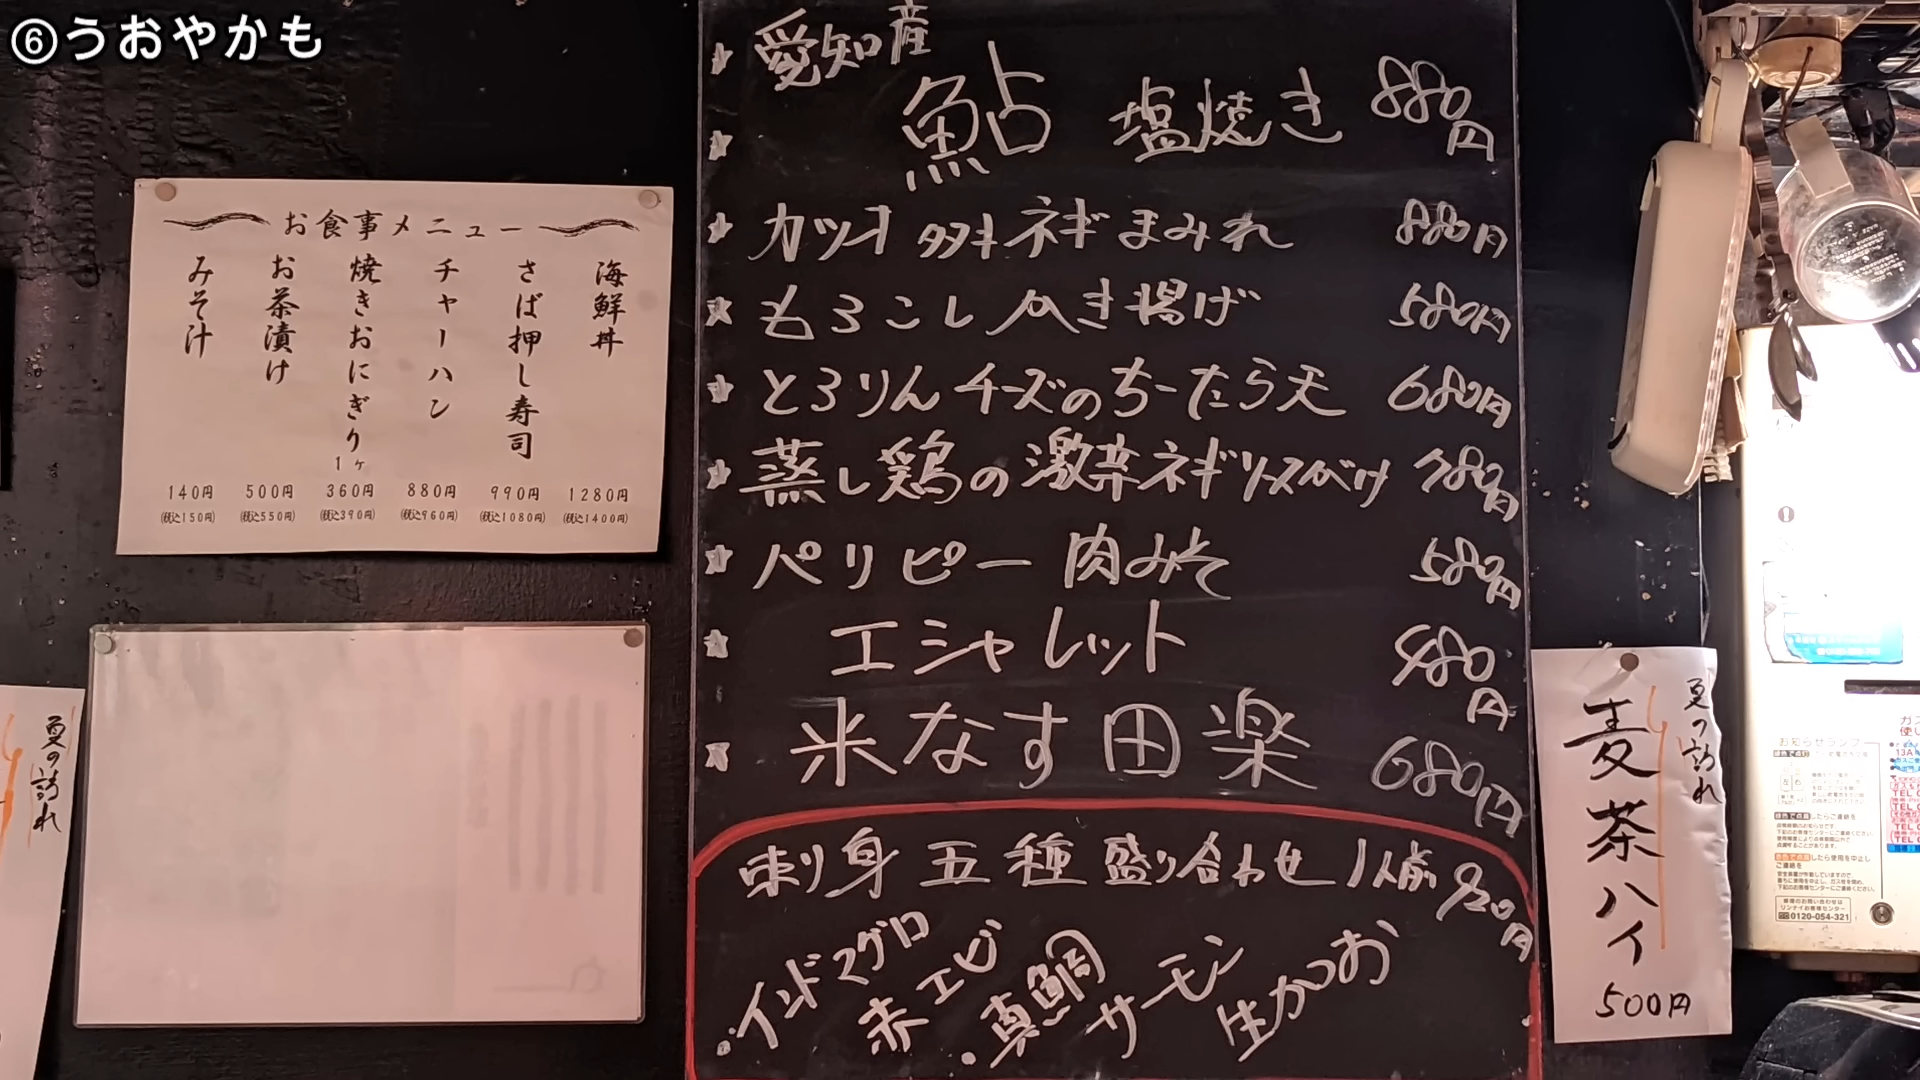 ⑥うおやかも
お食事メニュー
海鮮丼 1280円 (税込1400円)
さば押し寿司 990円 (税込1080円)
チャーハン 880円 (税込960円)
焼きおにぎり 1ヶ 360円 (税込390円)
お茶漬け 500円 (税込550円)
みそ汁 140円 (税込150円)
愛知産
鮎 塩焼き 880円
カツオタタキネギまみれ 880円
もろこしかき揚げ 580円
とろりんチーズのちーたら天 680円
蒸し鶏の激辛ネギソースがけ 780円
パリピー肉みそ 580円
エシャレット 480円
米なす田楽 680円
刺り身五種盛り合わせ 1人前 920円
・インドマグロ
赤エビ
・真鯛
サーモン
生かつお
夏の訪れ
麦茶ハイ
500円
夏の訪れ
お知らせランプ
0120-054-321